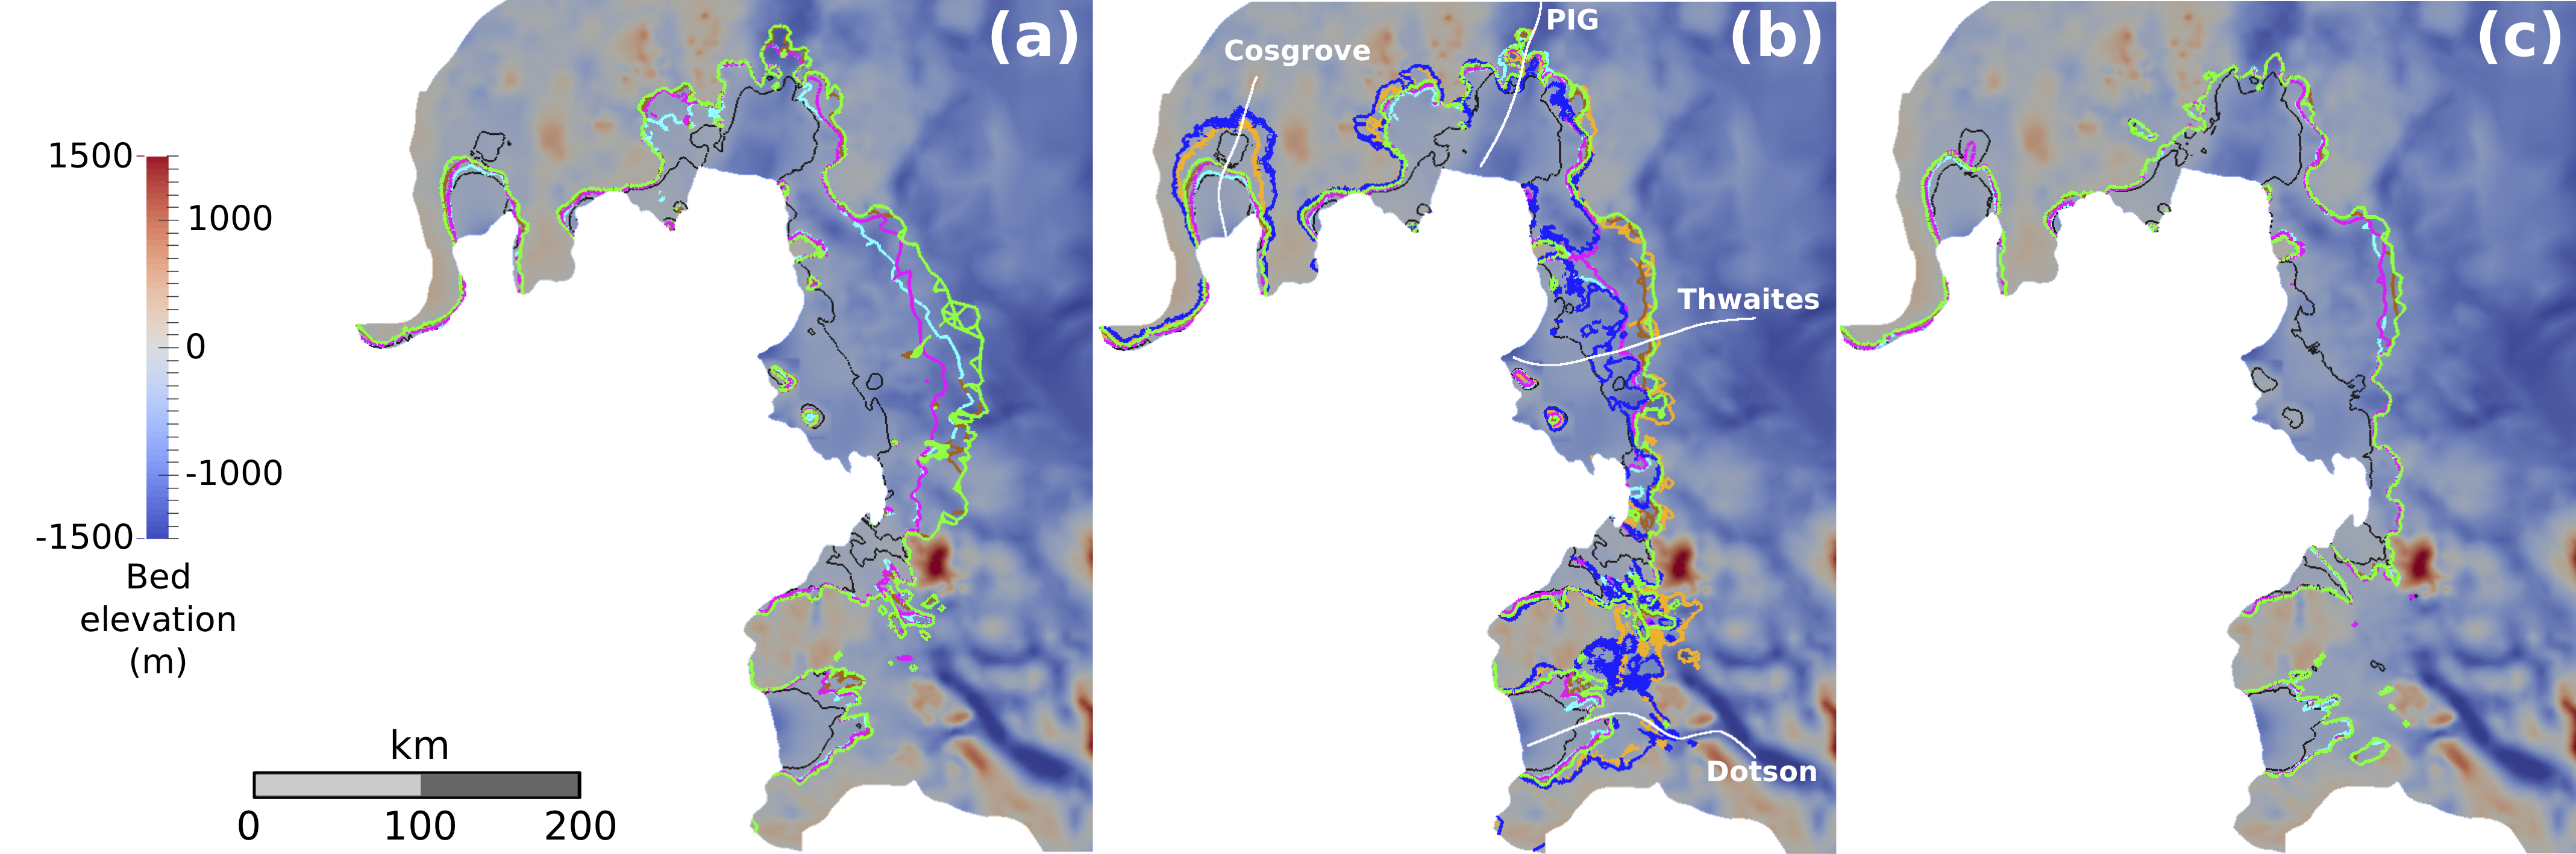 (a)
(b)
(c)
PIG
Cosgrove
Thwaites
Dotson
1500
1000
0
-1000
-1500
Bed
elevation
(m)
km
0 100 200